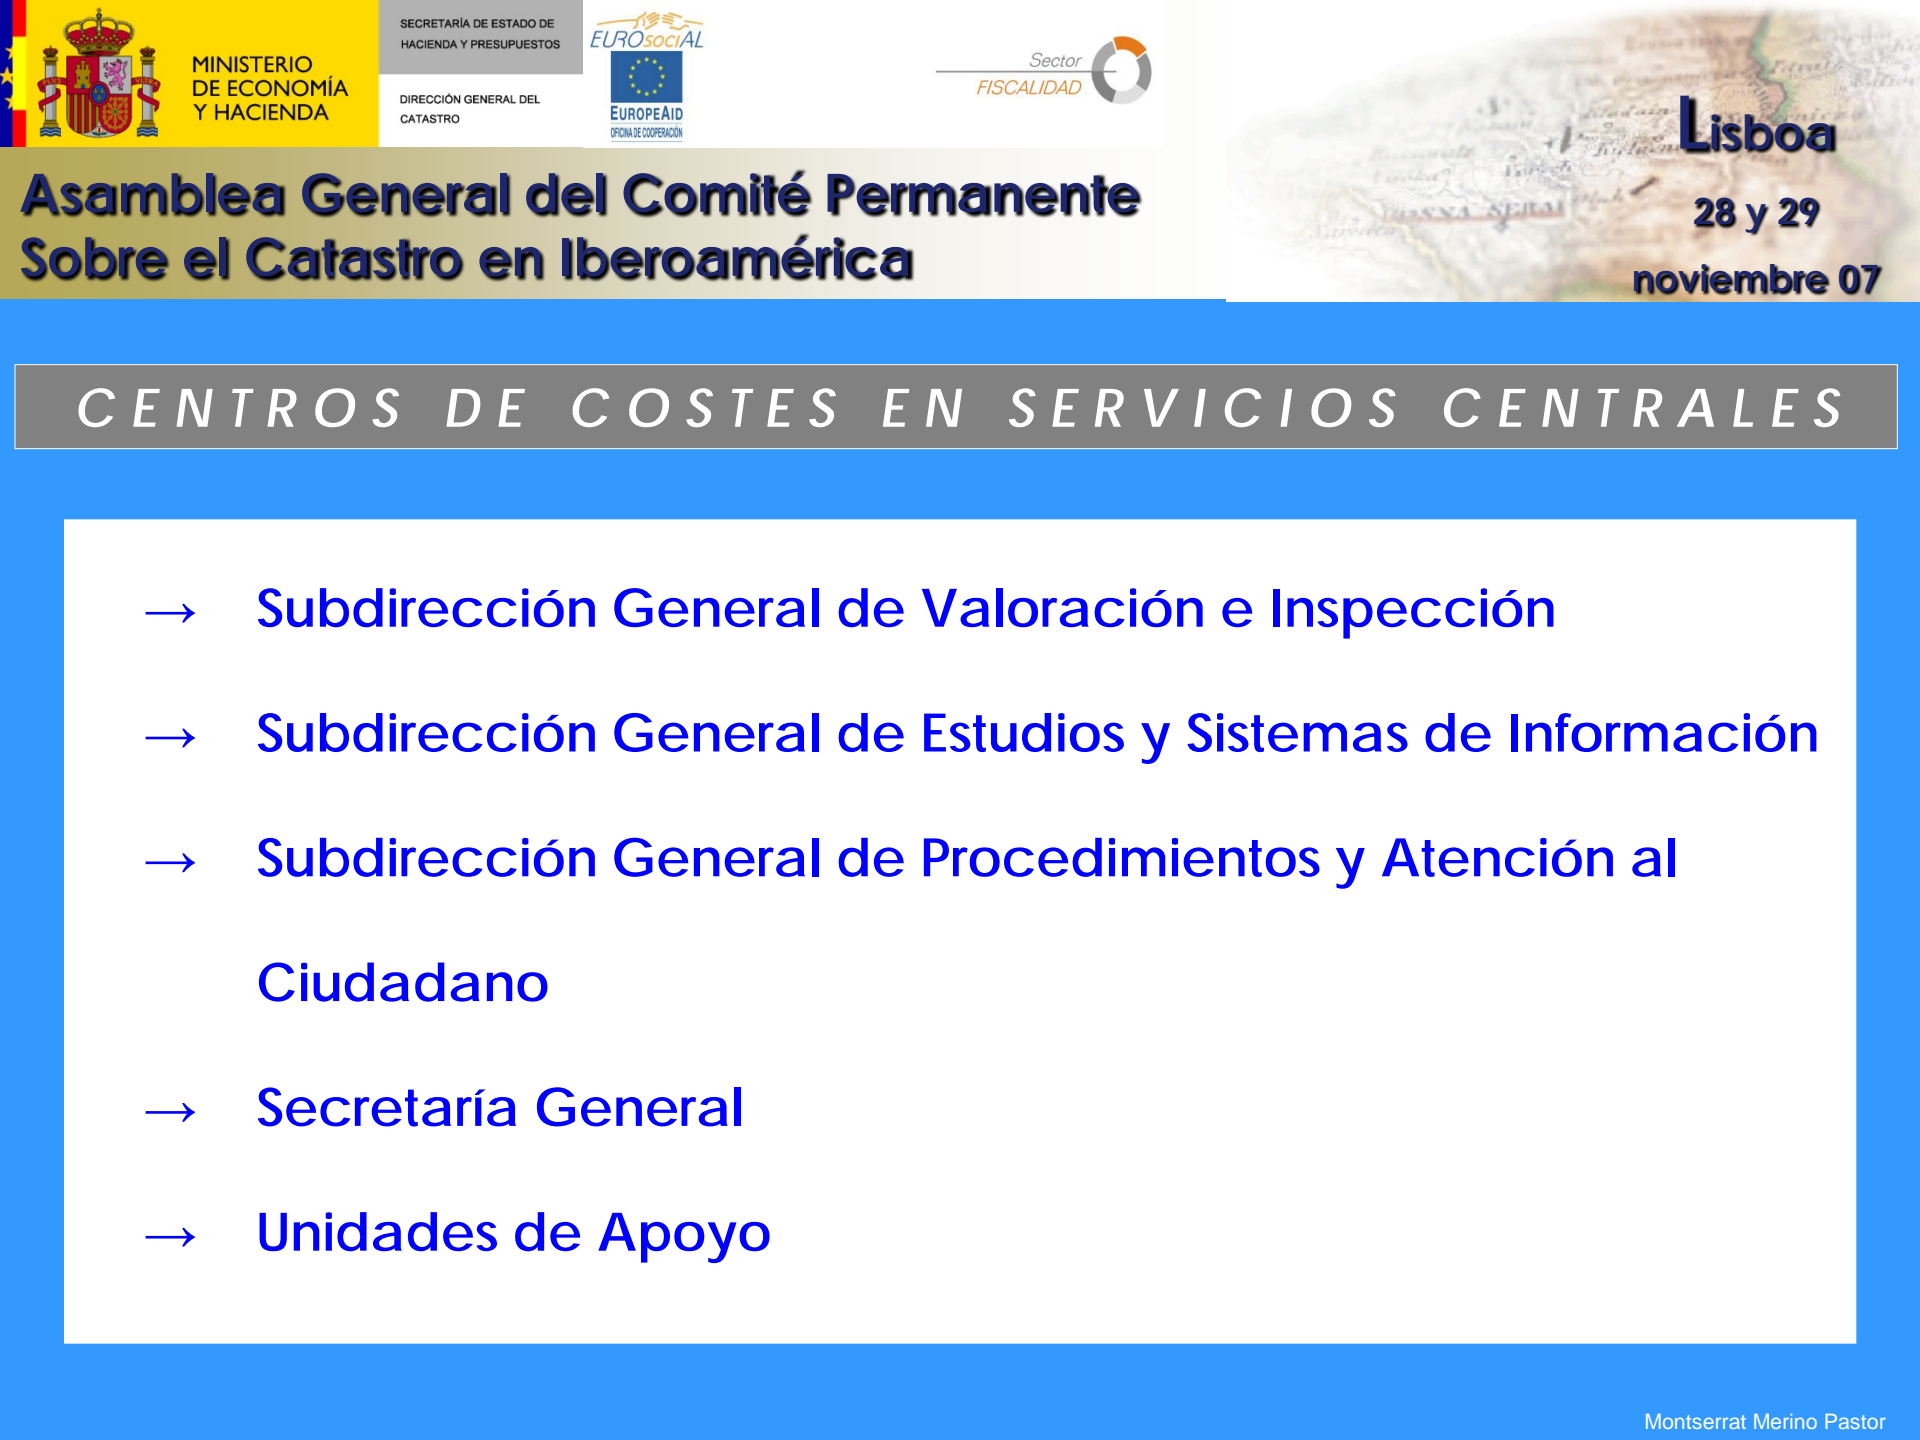 MINISTERIO
DE ECONOMÍA
Y HACIENDA
SECRETARÍA DE ESTADO DE
HACIENDA Y PRESUPUESTOS
DIRECCIÓN GENERAL DEL
CATASTRO
EUROsociAL
EUROPEAID
OFICINA DE COOPERACIÓN
Sector
FISCALIDAD
Asamblea General del Comité Permanente
Sobre el Catastro en Iberoamérica
Lisboa
28 y 29
noviembre 07
CENTROS DE COSTES EN SERVICIOS CENTRALES
→ Subdirección General de Valoración e Inspección
→ Subdirección General de Estudios y Sistemas de Información
→ Subdirección General de Procedimientos y Atención al
Ciudadano
→ Secretaría General
→ Unidades de Apoyo
Montserrat Merino Pastor